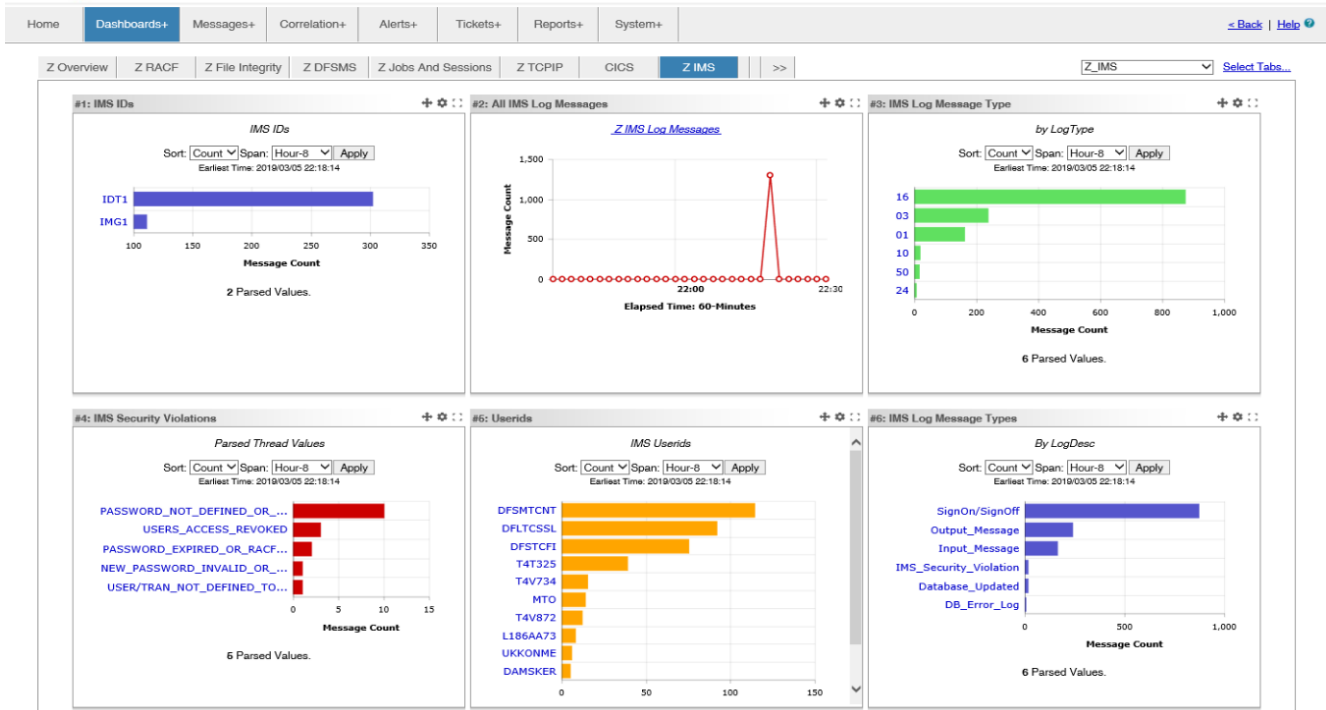 Home Dashboards+ Messages+ Correlation+ Alerts+ Tickets+ Reports+ System+ < Back | Help
Z Overview Z RACF Z File Integrity Z DFSMS Z Jobs And Sessions Z TCPIP CICS Z IMS >> Z_IMS Select Tabs...
#1: IMS IDs
IMS IDs
Sort: Count Span: Hour-8 Apply
Earliest Time: 2019/03/05 22:18:14
IDT1
IMG1
100 150 200 250 300 350
Message Count
2 Parsed Values.
#2: All IMS Log Messages
Z IMS Log Messages
1,500
1,000
500
0
Message Count
22:00 22:30
Elapsed Time: 60-Minutes
#3: IMS Log Message Type
by LogType
Sort: Count Span: Hour-8 Apply
Earliest Time: 2019/03/05 22:18:14
16
03
01
10
50
24
0 200 400 600 800 1,000
Message Count
6 Parsed Values.
#4: IMS Security Violations
Parsed Thread Values
Sort: Count Span: Hour-8 Apply
Earliest Time: 2019/03/05 22:18:14
PASSWORD_NOT_DEFINED_OR_...
USERS_ACCESS_REVOKED
PASSWORD_EXPIRED_OR_RACF...
NEW_PASSWORD_INVALID_OR_...
USER/TRAN_NOT_DEFINED_TO...
0 5 10 15
Message Count
5 Parsed Values.
#5: Userids
IMS Userids
Sort: Count Span: Hour-8 Apply
Earliest Time: 2019/03/05 22:18:14
DFSMTCNT
DFLTCSSL
DFSTCFI
T4T325
T4V734
MTO
T4V872
L186AA73
UKKONME
DAMSKER
0 50 100 150
#6: IMS Log Message Types
By LogDesc
Sort: Count Span: Hour-8 Apply
Earliest Time: 2019/03/05 22:18:14
SignOn/SignOff
Output_Message
Input_Message
IMS_Security_Violation
Database_Updated
DB_Error_Log
0 500 1,000
Message Count
6 Parsed Values.